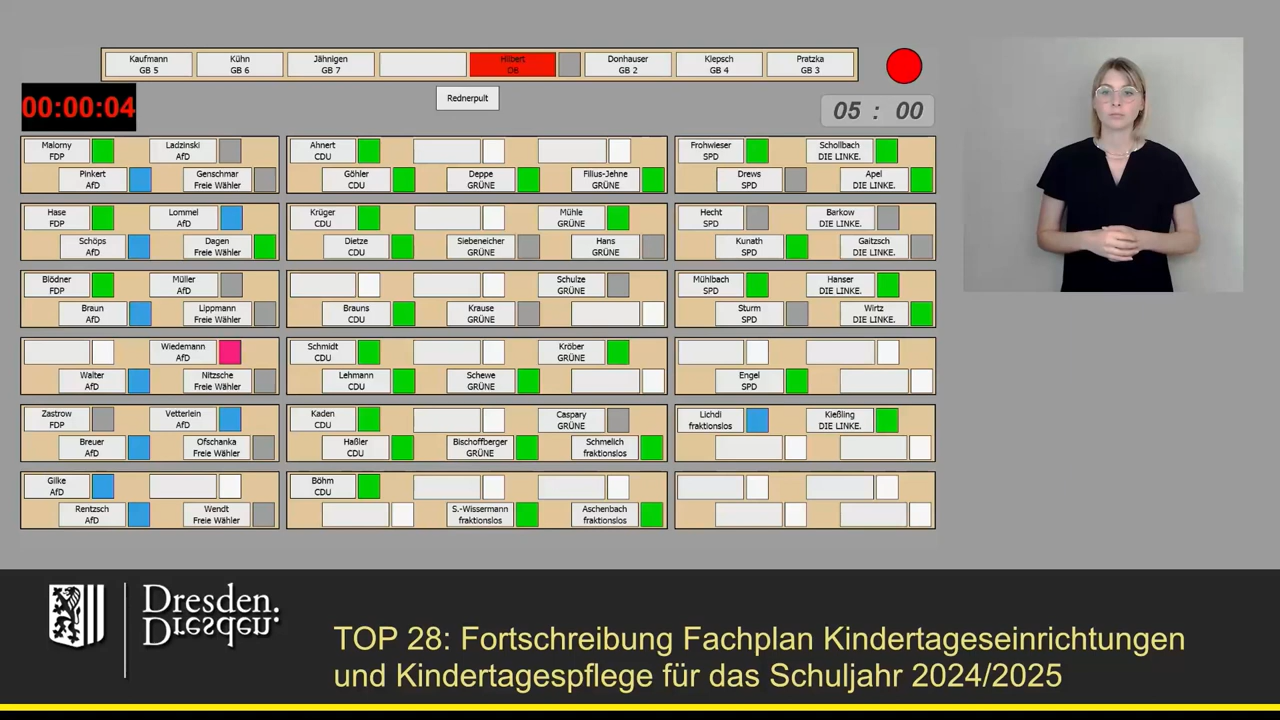 Kaufmann
GB 5
Kühn
GB 6
Jähnigen
GB 7
Hilbert
OB
Donhauser
GB 2
Klepsch
GB 4
Pratzka
GB 3
00:00:04
Rednerpult
05 : 00
Malorny
FDP
Ladzinski
AfD
Pinkert
AfD
Genschmar
Freie Wähler
Ahnert
CDU
Göhler
CDU
Deppe
GRÜNE
Filius-Jehne
GRÜNE
Frohwieser
SPD
Schollbach
DIE LINKE.
Drews
SPD
Apel
DIE LINKE.
Hase
FDP
Lommel
AfD
Schöps
AfD
Dagen
Freie Wähler
Krüger
CDU
Mühle
GRÜNE
Dietze
CDU
Siebeneicher
GRÜNE
Hans
GRÜNE
Hecht
SPD
Barkow
DIE LINKE.
Kunath
SPD
Gaitzsch
DIE LINKE.
Blödner
FDP
Müller
AfD
Braun
AfD
Lippmann
Freie Wähler
Schulze
GRÜNE
Brauns
CDU
Krause
GRÜNE
Mühlbach
SPD
Hanser
DIE LINKE.
Sturm
SPD
Wirtz
DIE LINKE.
Wiedemann
AfD
Walter
AfD
Nitzsche
Freie Wähler
Schmidt
CDU
Kröber
GRÜNE
Lehmann
CDU
Schewe
GRÜNE
Engel
SPD
Zastrow
FDP
Vetterlein
AfD
Breuer
AfD
Ofschanka
Freie Wähler
Kaden
CDU
Caspary
GRÜNE
Haßler
CDU
Bischoffberger
GRÜNE
Schmelich
fraktionslos
Lichdi
fraktionslos
Kießling
DIE LINKE.
Gilke
AfD
Rentzsch
AfD
Wendt
Freie Wähler
Böhm
CDU
S.-Wissermann
fraktionslos
Aschenbach
fraktionslos
Dresden.
Dresden.
TOP 28: Fortschreibung Fachplan Kindertageseinrichtungen
und Kindertagespflege für das Schuljahr 2024/2025